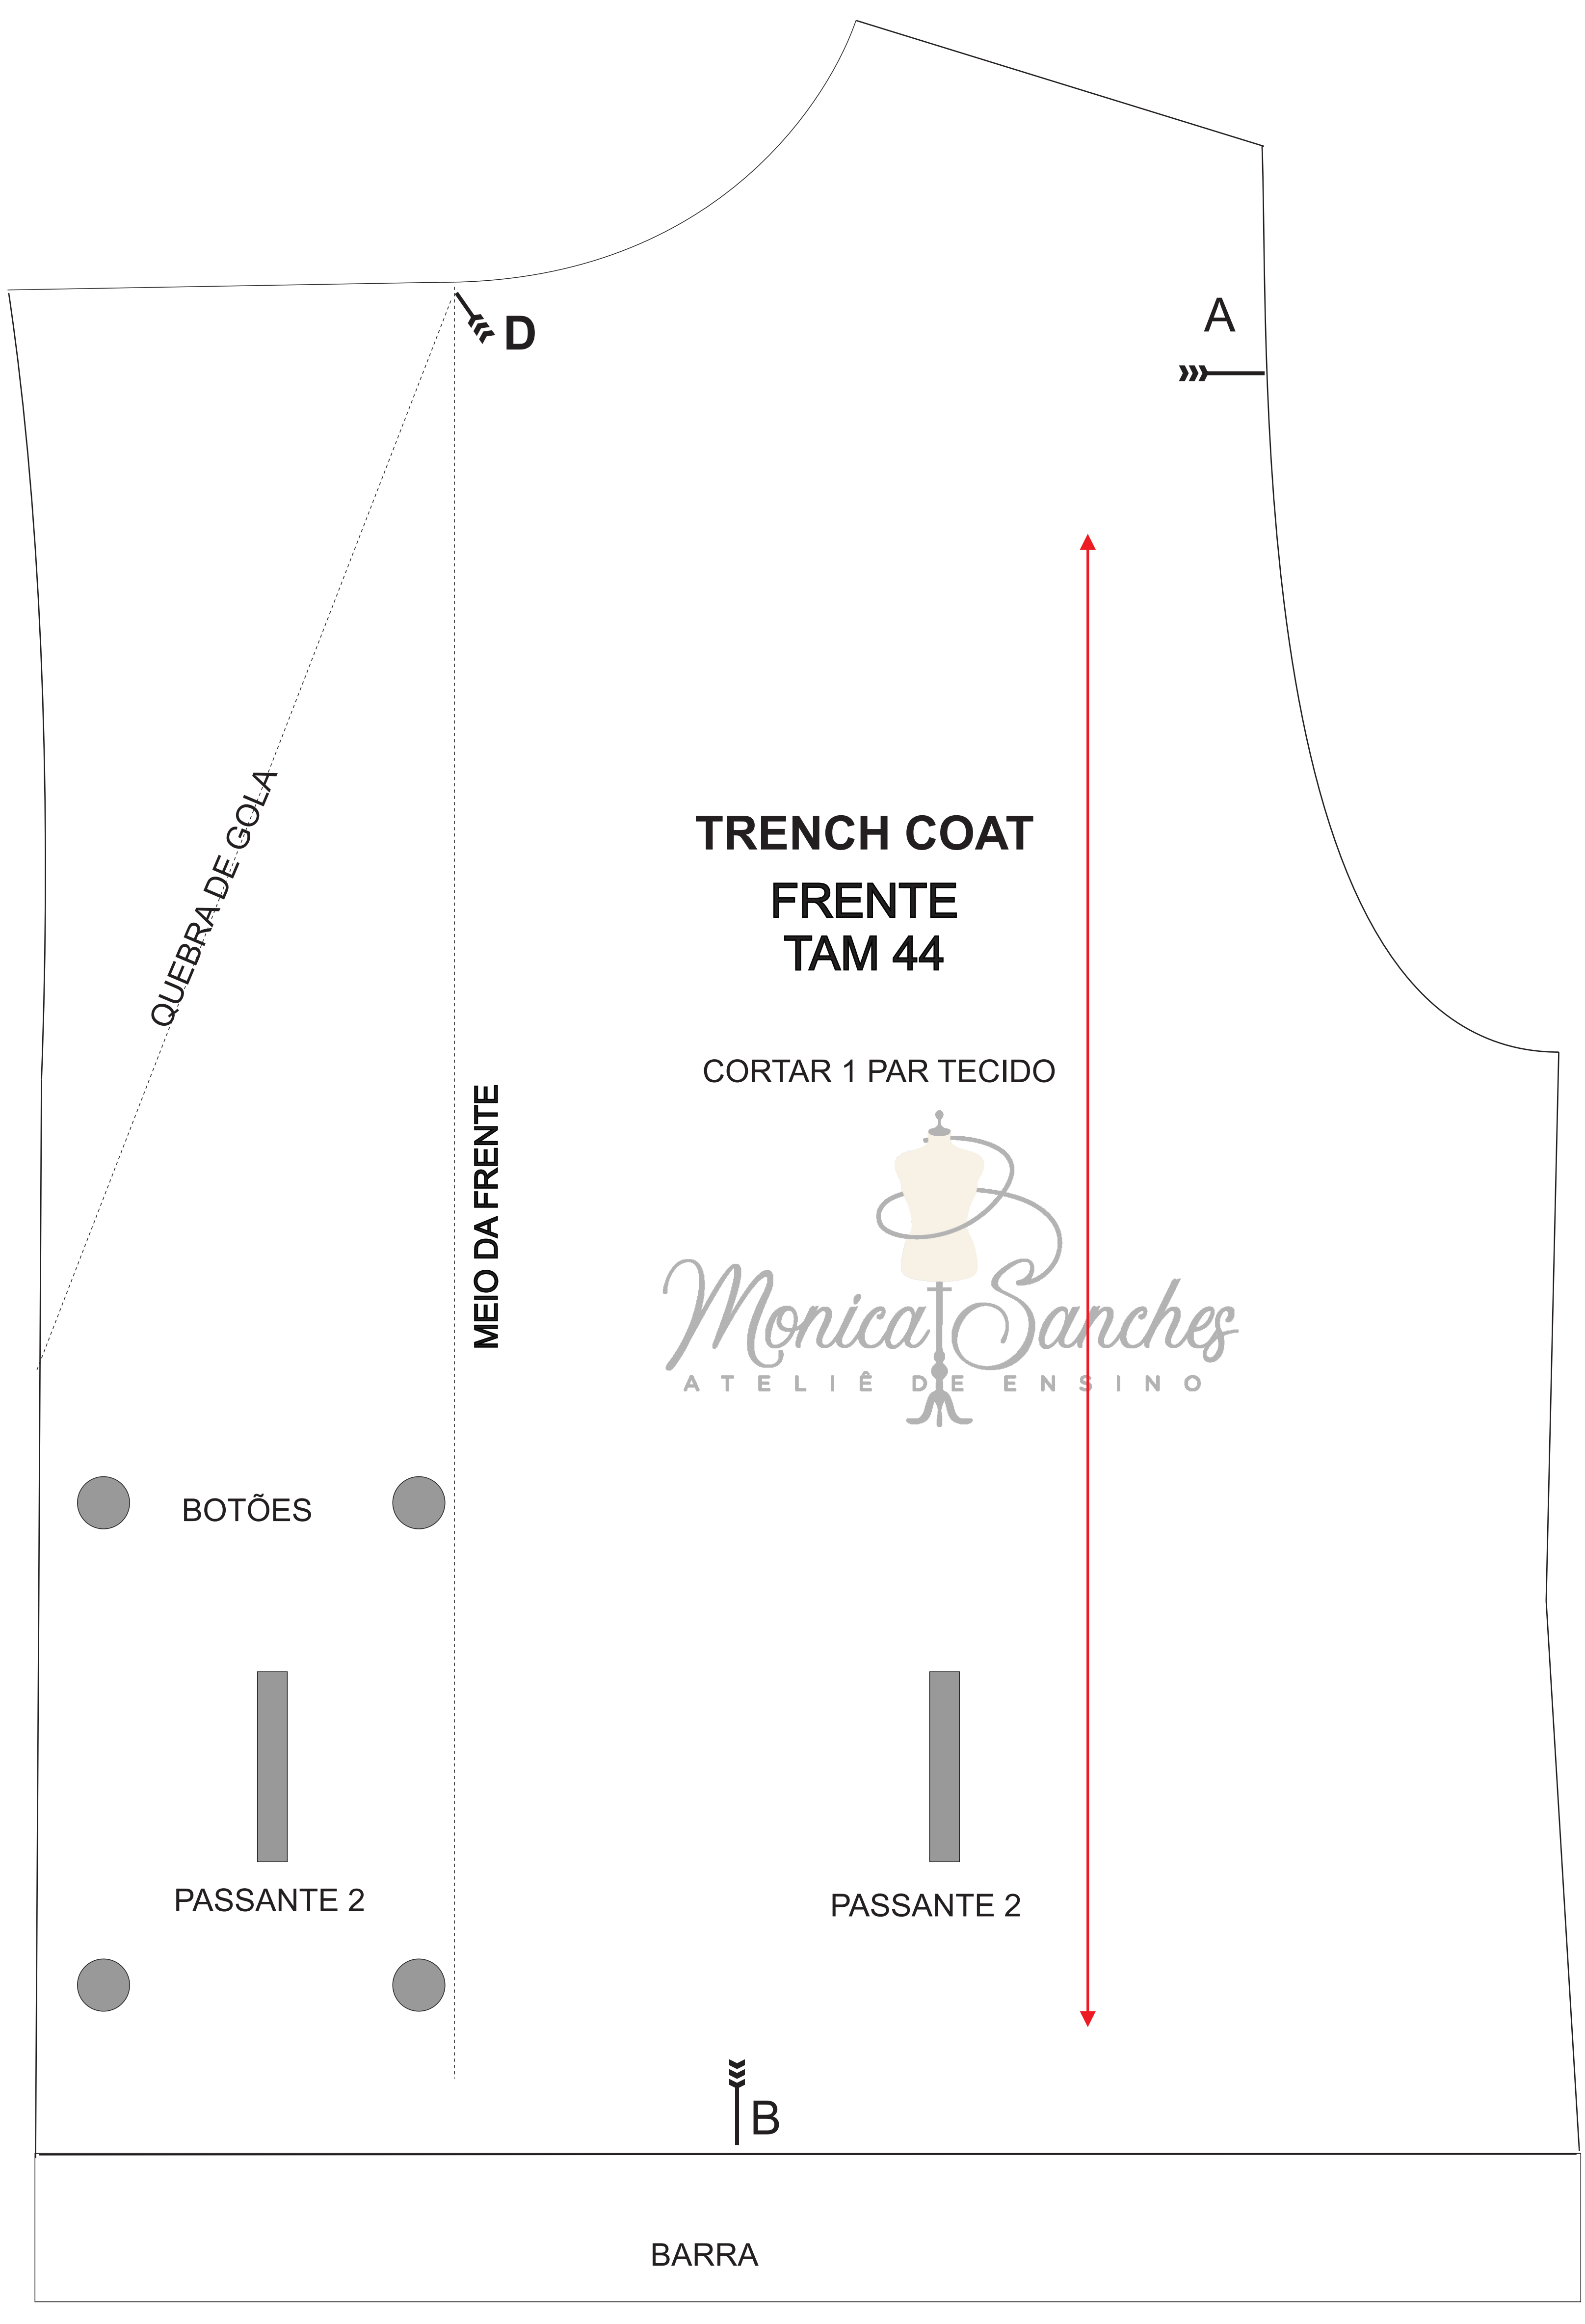 D
A
QUEBRA DE GOLA
TRENCH COAT
FRENTE
TAM 44
CORTAR 1 PAR TECIDO
MEIO DA FRENTE
Monica Sanches
ATELIÊ DE ENSINO
BOTÕES
PASSANTE 2
PASSANTE 2
B
BARRA